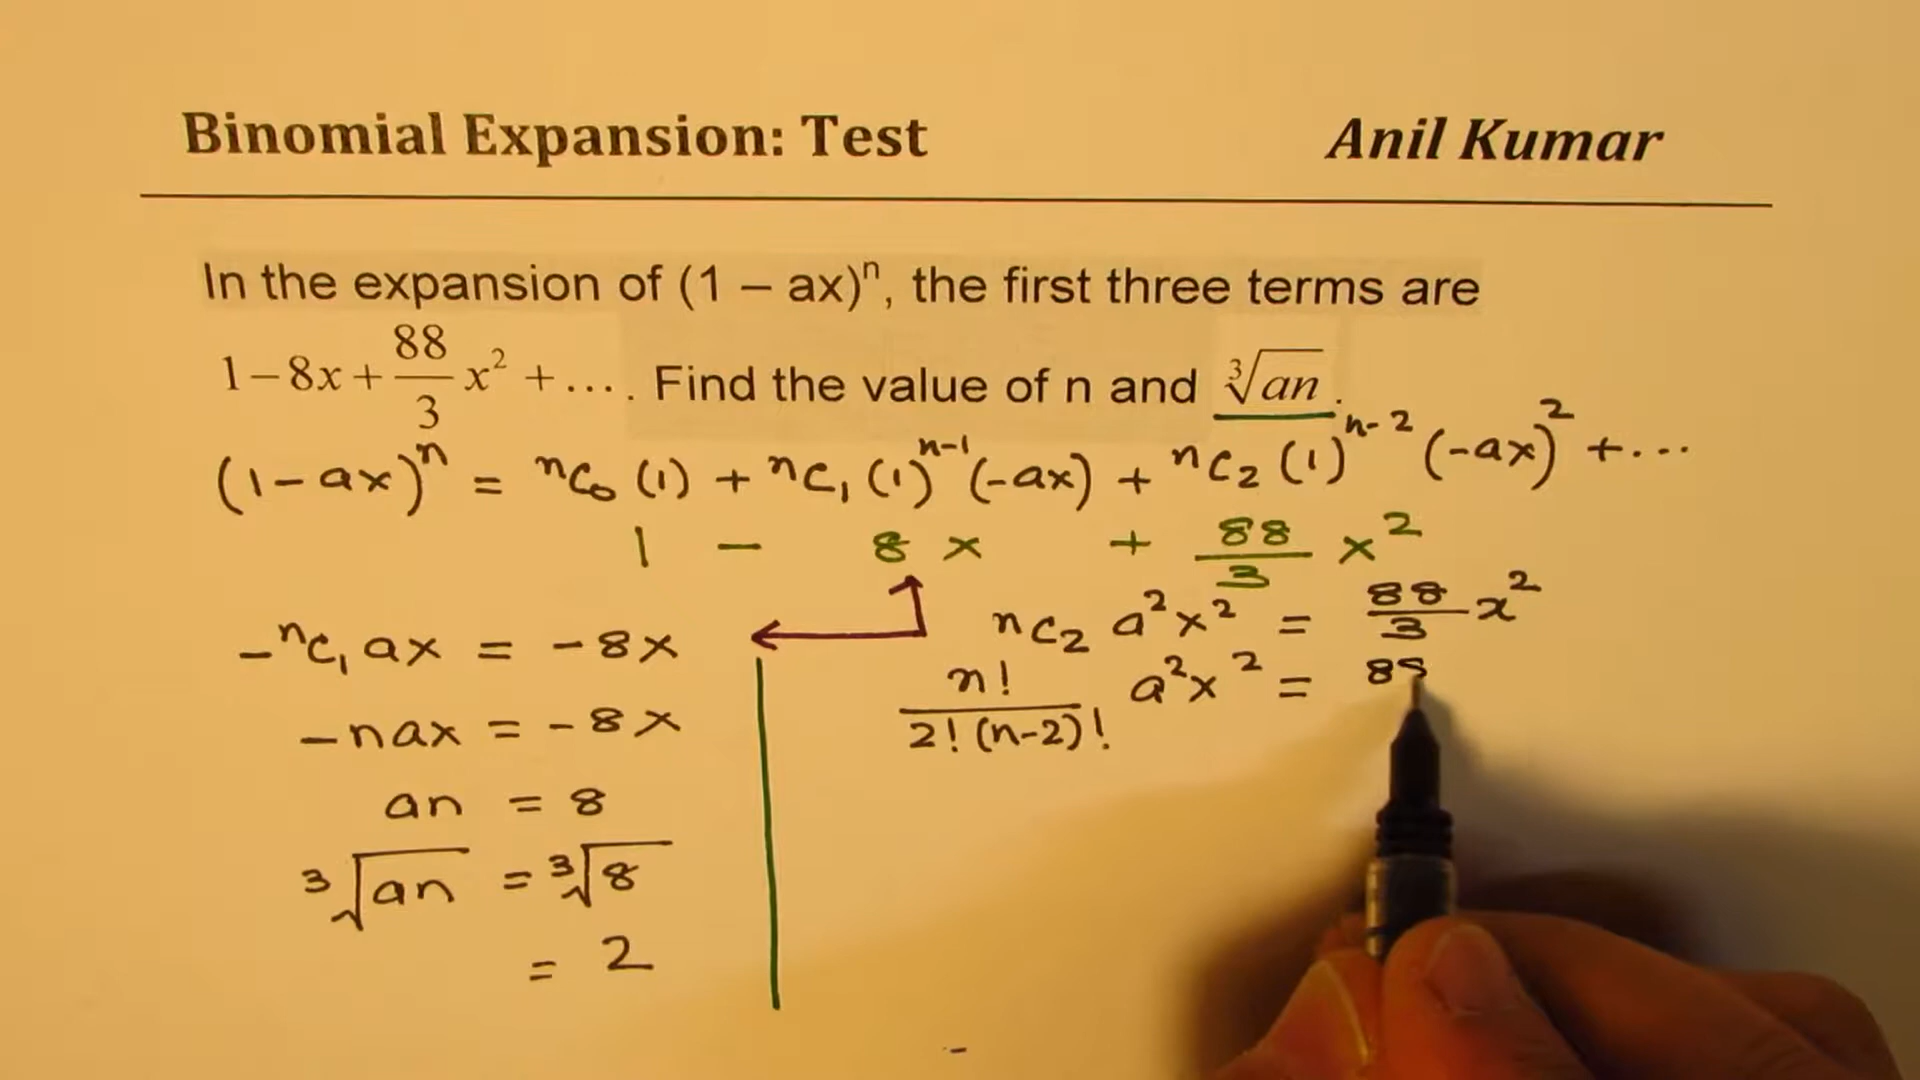 Binomial Expansion: Test Anil Kumar
In the expansion of (1 – ax)ⁿ, the first three terms are
1 – 8x + 88/3 x² + .... Find the value of n and ∛an.
(1 - ax)ⁿ = ⁿC₀ (1) + ⁿC₁ (1)ⁿ⁻¹ (-ax) + ⁿC₂ (1)ⁿ⁻² (-ax)² + ...
1 - 8x + 88/3 x²
-ⁿC₁ ax = -8x
-nax = -8x
an = 8
∛an = ∛8
= 2
ⁿC₂ a²x² = 88/3 x²
n!/2!(n-2)! a²x² = 88